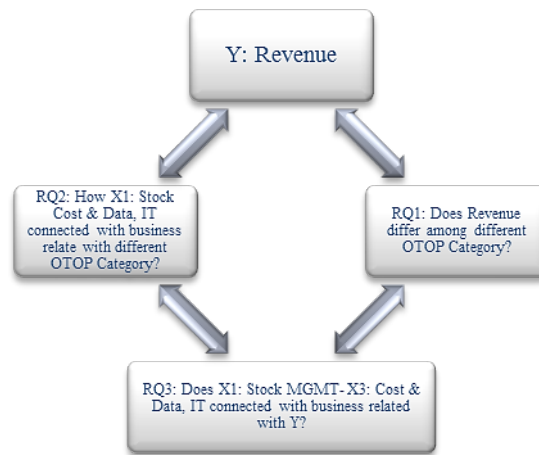 Y: Revenue
RQ2: How X1: Stock
Cost & Data, IT
connected with business
relate with different
OTOP Category?
RQ1: Does Revenue
differ among different
OTOP Category?
RQ3: Does X1: Stock MGMT- X3: Cost &
Data, IT connected with business related
with Y?